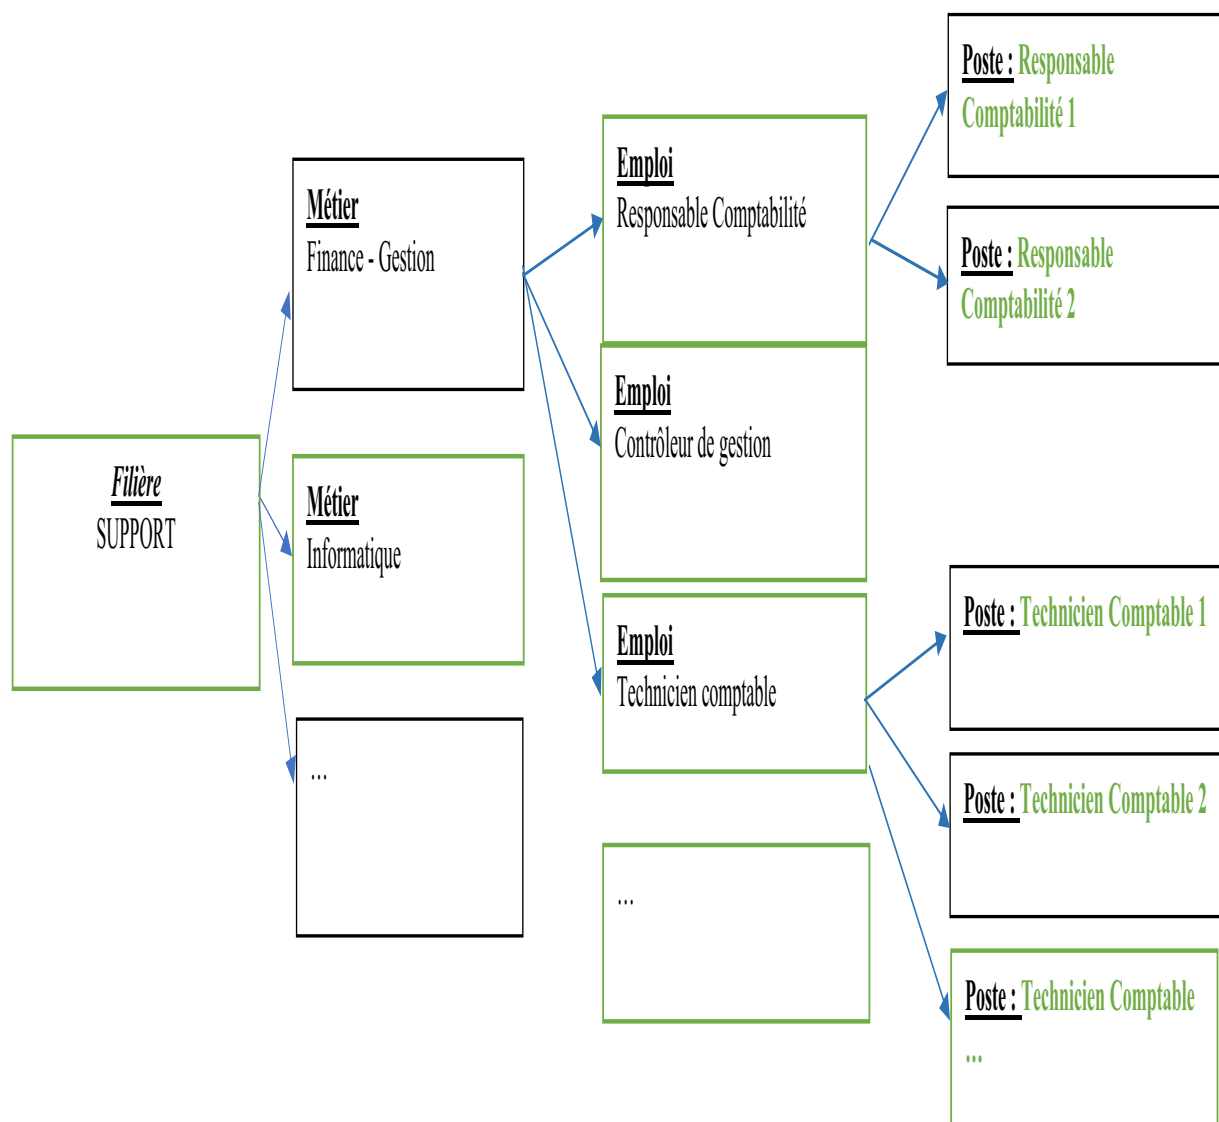 Filière
SUPPORT
Métier
Finance - Gestion
Métier
Informatique
...
Emploi
Responsable Comptabilité
Emploi
Contrôleur de gestion
Emploi
Technicien comptable
...
Poste : Responsable
Comptabilité 1
Poste : Responsable
Comptabilité 2
Poste : Technicien Comptable 1
Poste : Technicien Comptable 2
Poste : Technicien Comptable
...